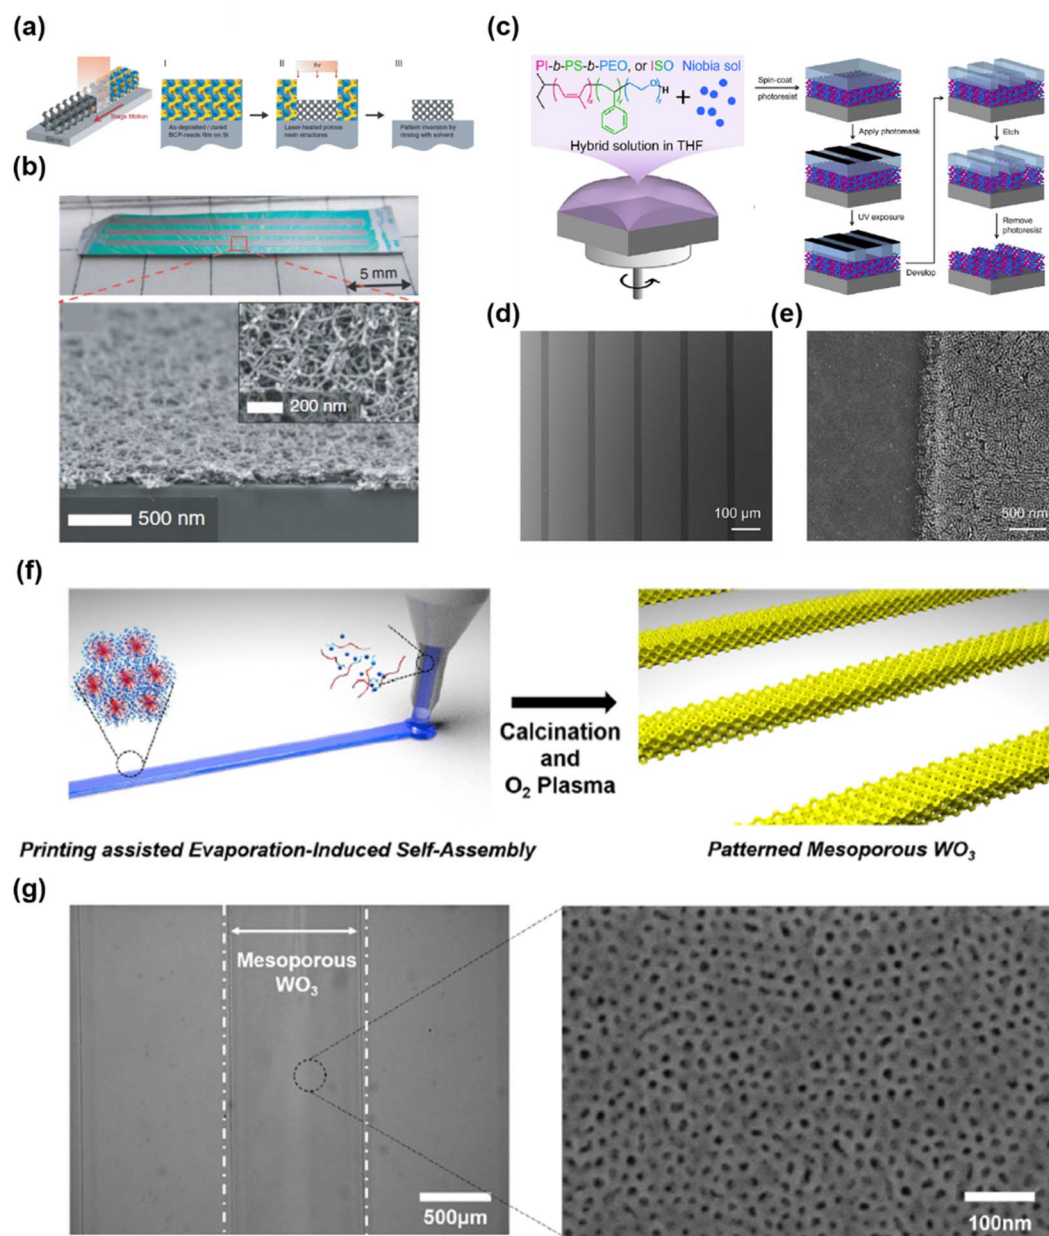 (a)
I
II
III
hv
Stage Motion
Silicon
As-deposited / cured
BCP-resols film on Si
Laser-heated porous
resin structures
Pattern inversion by
rinsing with solvent
(b)
5 mm
200 nm
500 nm
(c)
PI-b-PS-b-PEO, or ISO
Niobia sol
H
+
Hybrid solution in THF
Spin-coat
photoresist
Apply photomask
UV exposure
Develop
Etch
Remove
photoresist
(d)
100 µm
(e)
500 nm
(f)
Calcination
and
O₂ Plasma
Printing assisted Evaporation-Induced Self-Assembly
Patterned Mesoporous WO₃
(g)
Mesoporous
WO₃
500µm
100nm